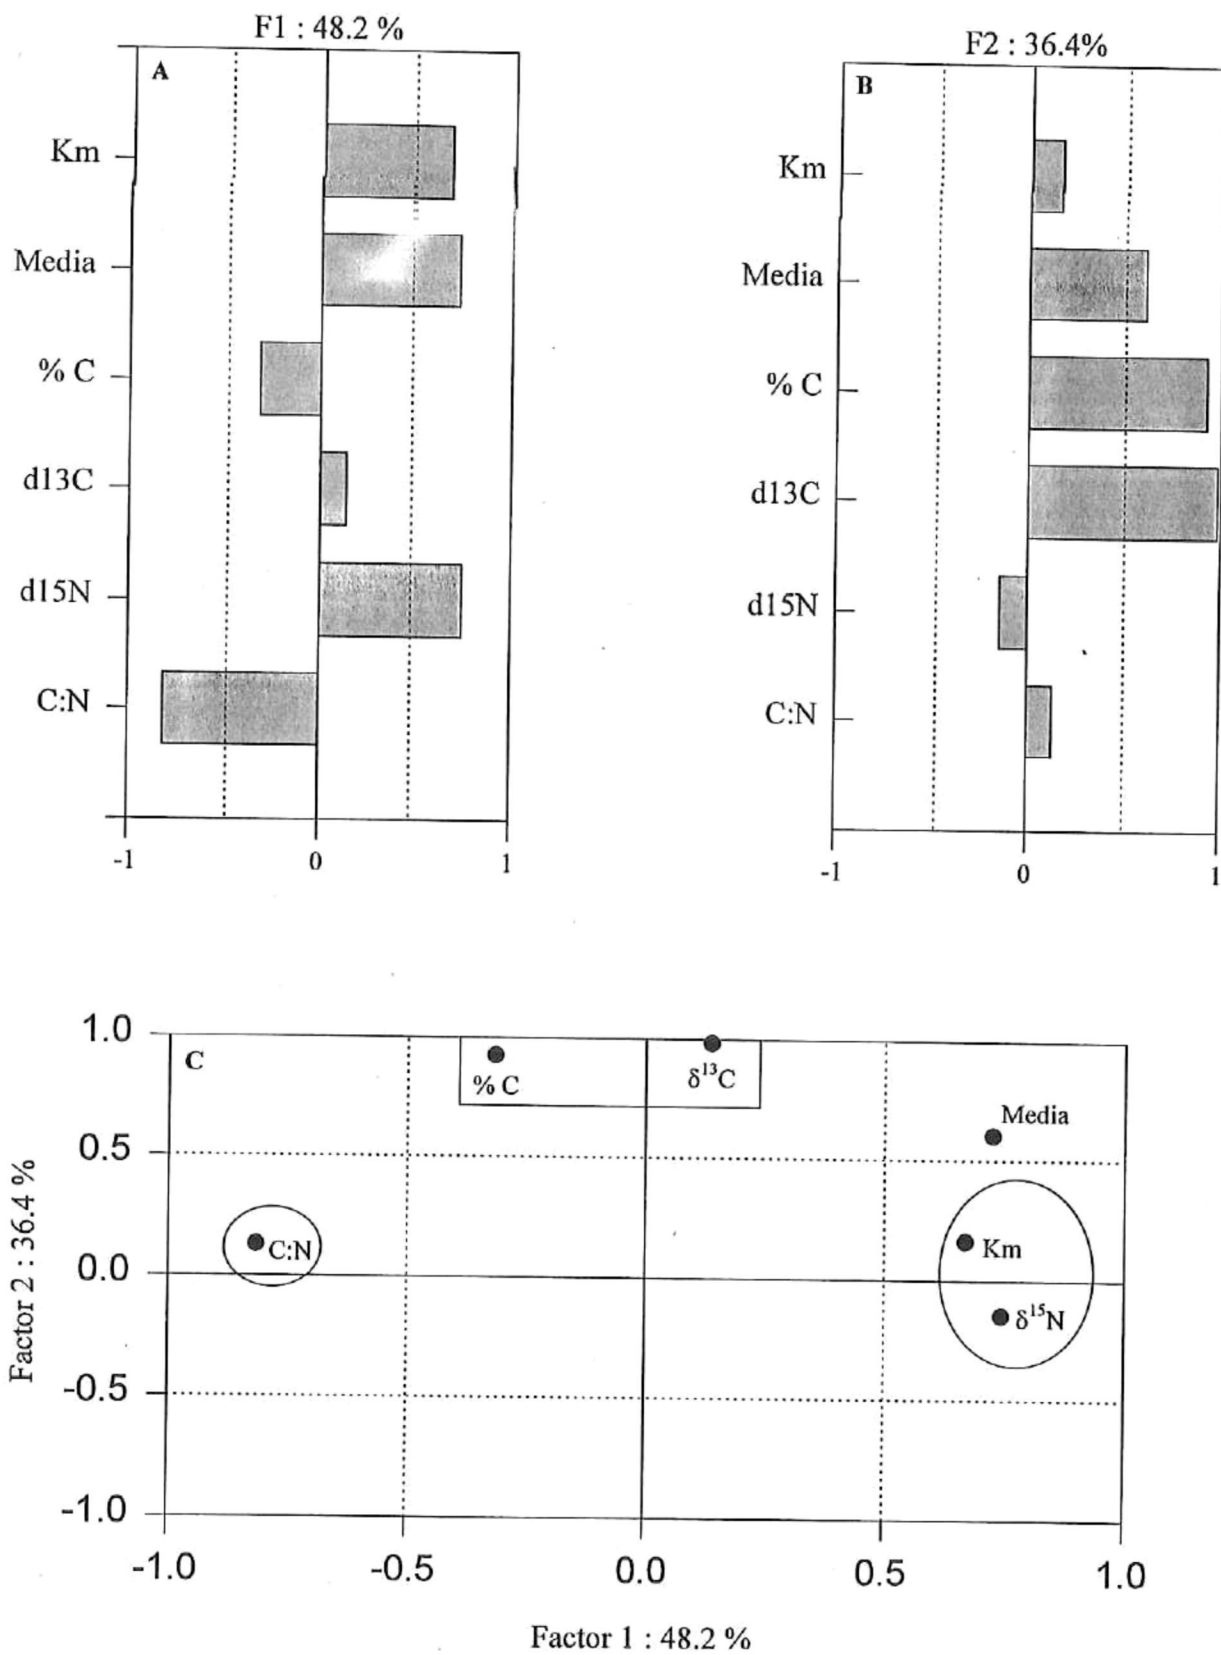 F1 : 48.2 %
A
Km
Media
% C
d13C
d15N
C:N
-1
0
1
F2 : 36.4%
B
Km
Media
% C
d13C
d15N
C:N
-1
0
1
C
1.0
0.5
0.0
-0.5
-1.0
Factor 2 : 36.4 %
% C
δ¹³C
Media
C:N
Km
δ¹⁵N
-1.0
-0.5
0.0
0.5
1.0
Factor 1 : 48.2 %